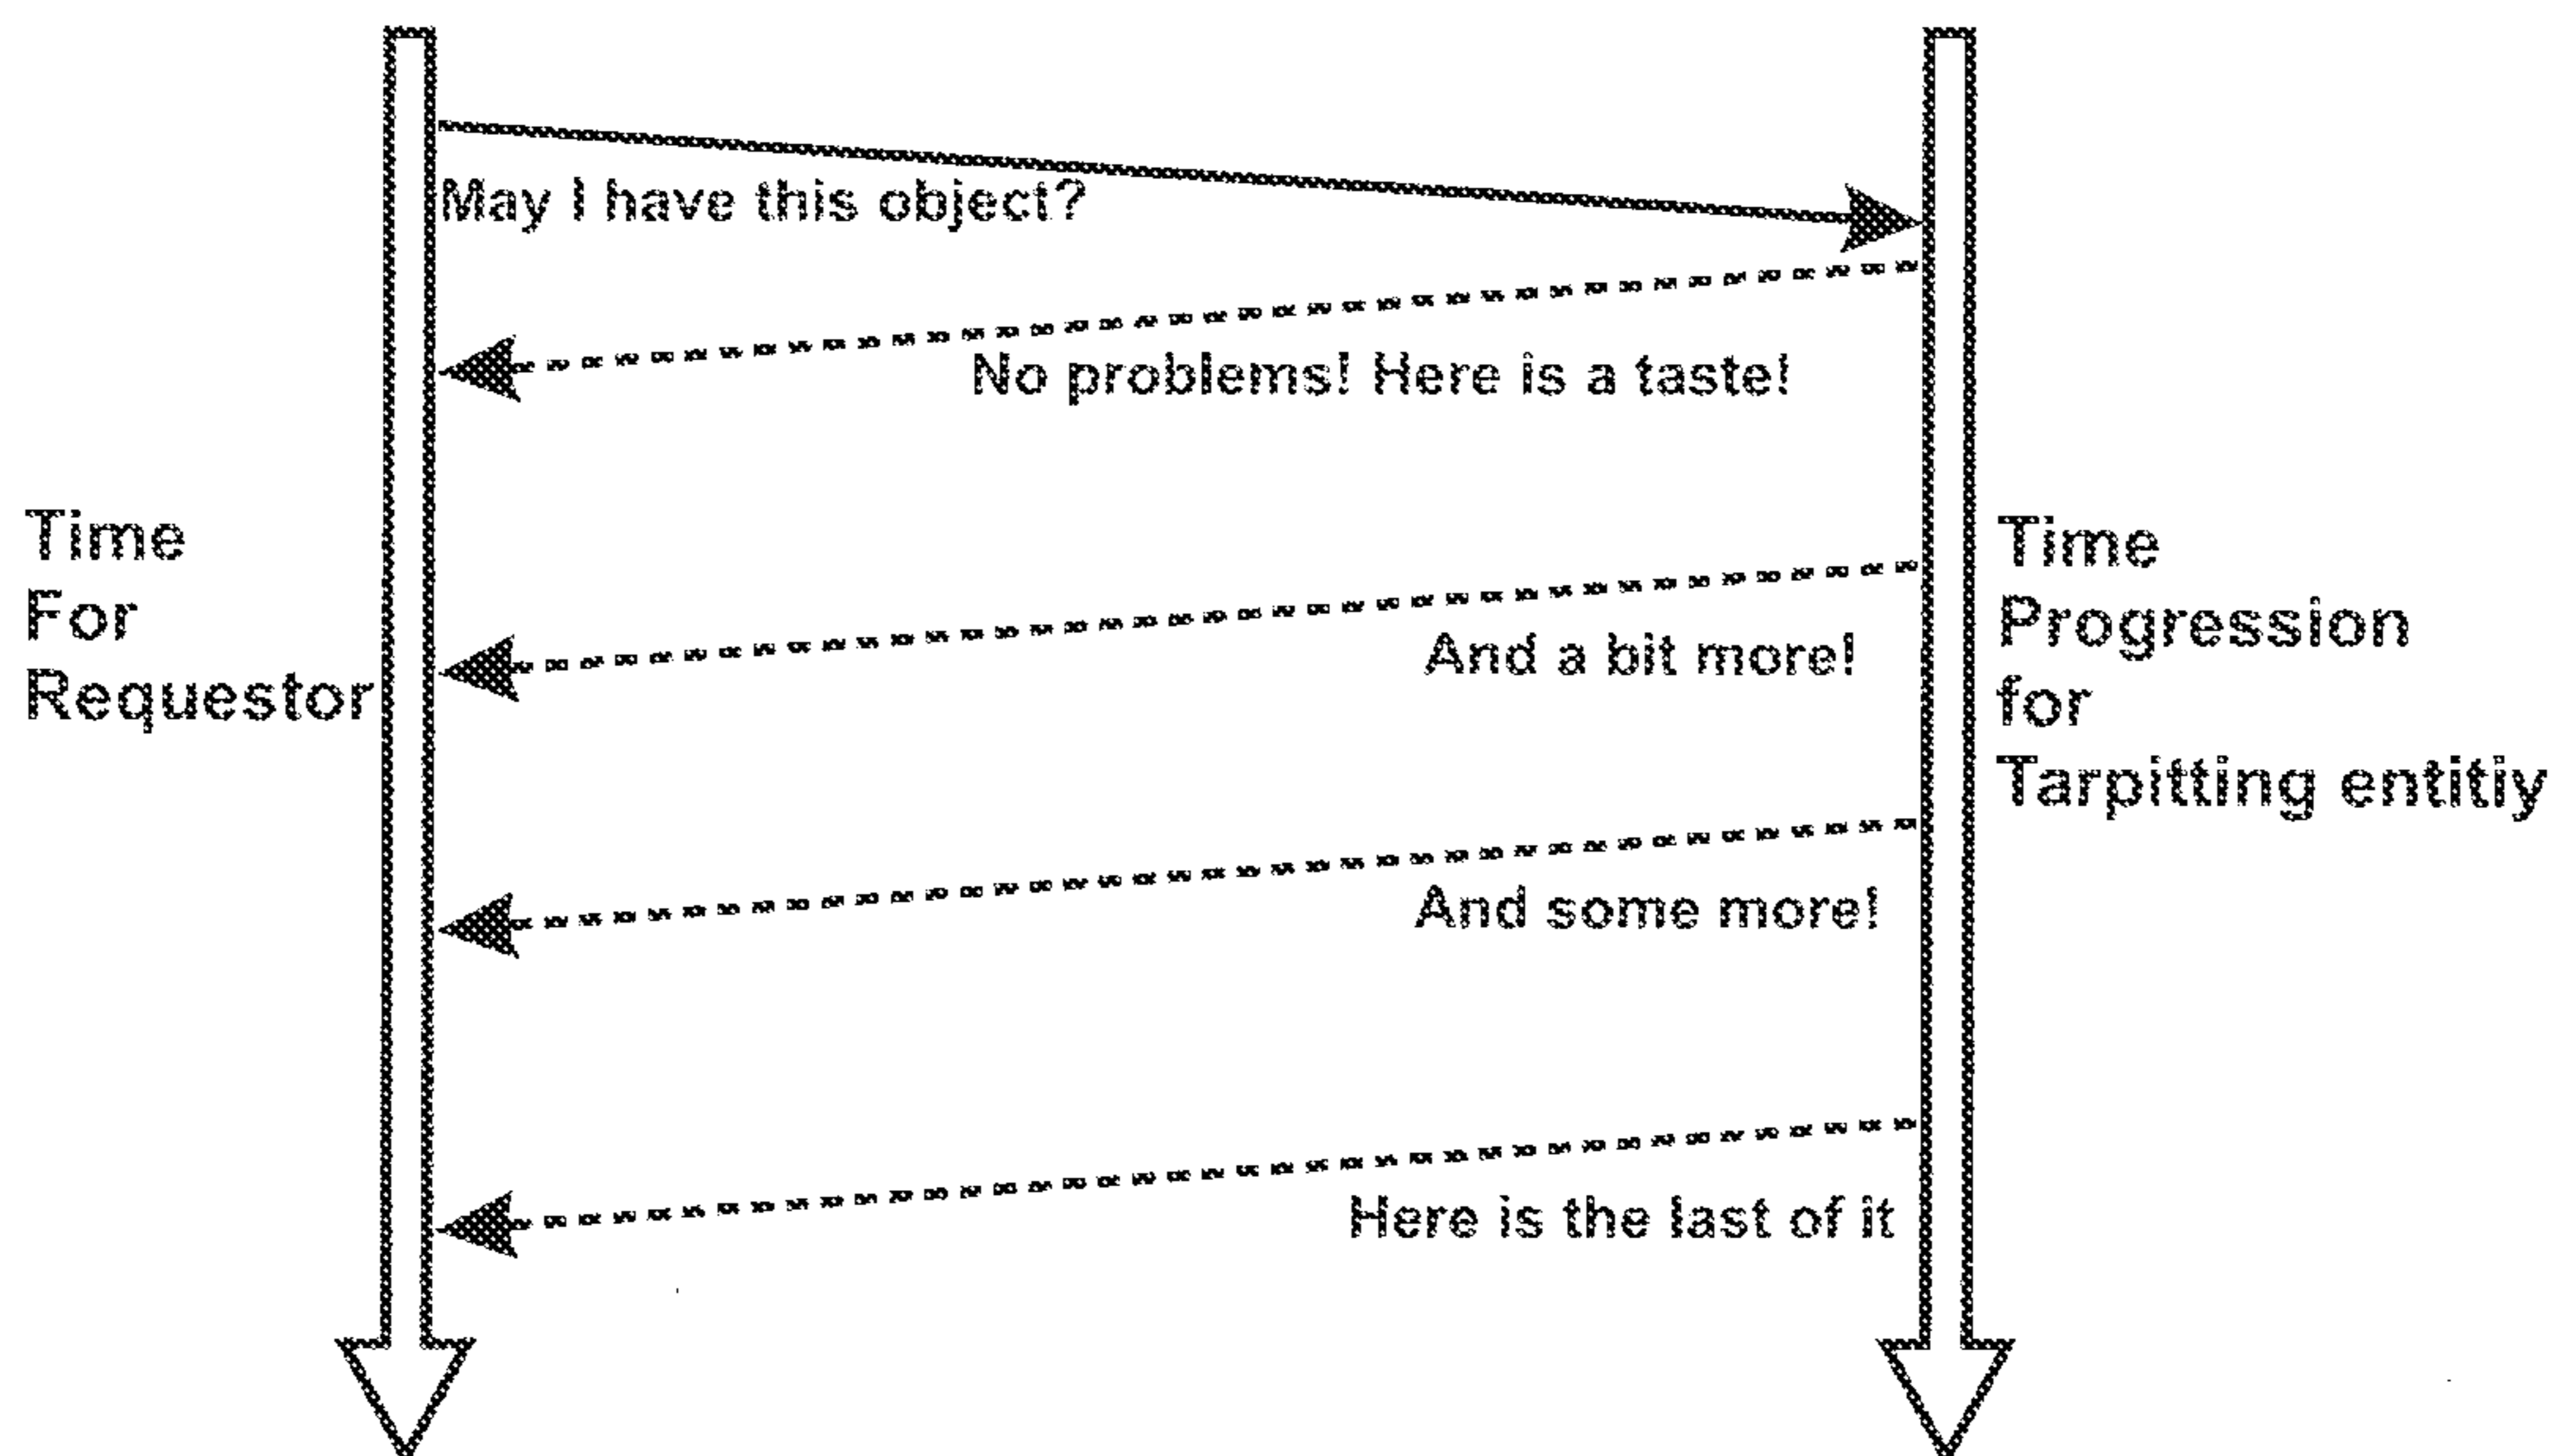 May I have this object?
No problems! Here is a taste!
Time
For
Requestor
And a bit more!
Time
Progression
for
Tarpitting entitiy
And some more!
Here is the last of it